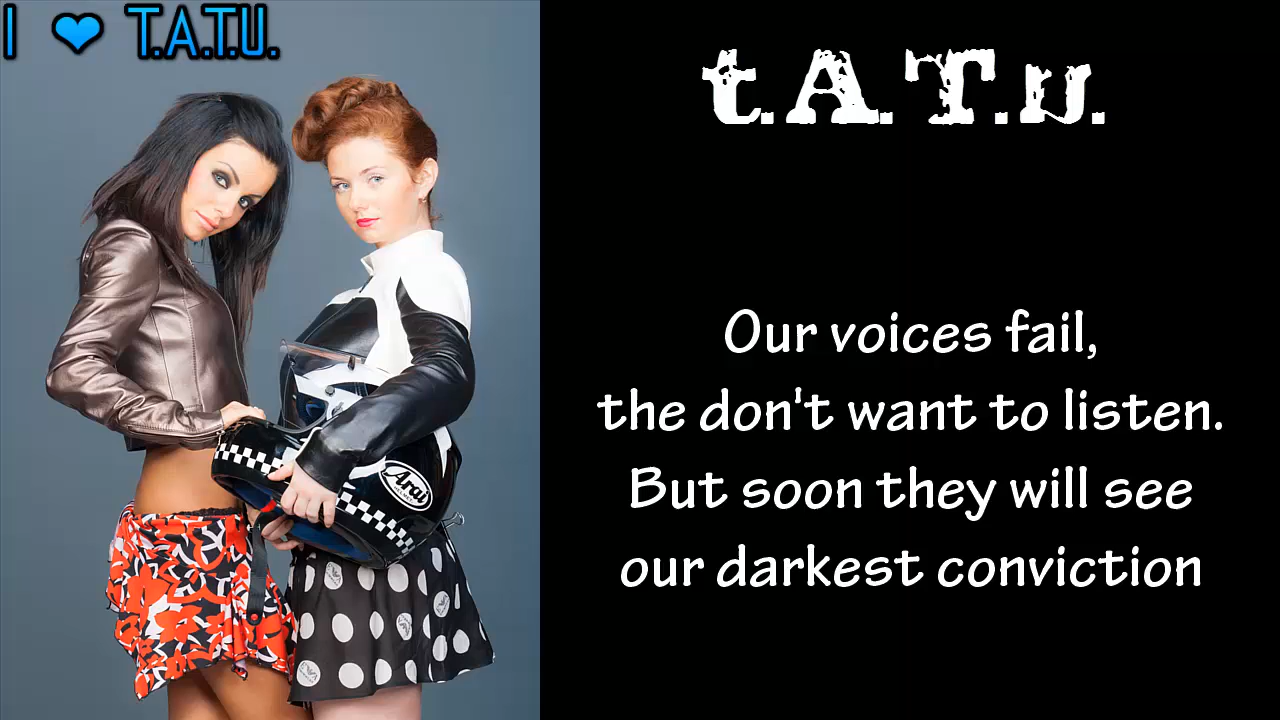 I ❤ T.A.T.U.
t.A.T.u.
Our voices fail,
the don't want to listen.
But soon they will see
our darkest conviction
Arai